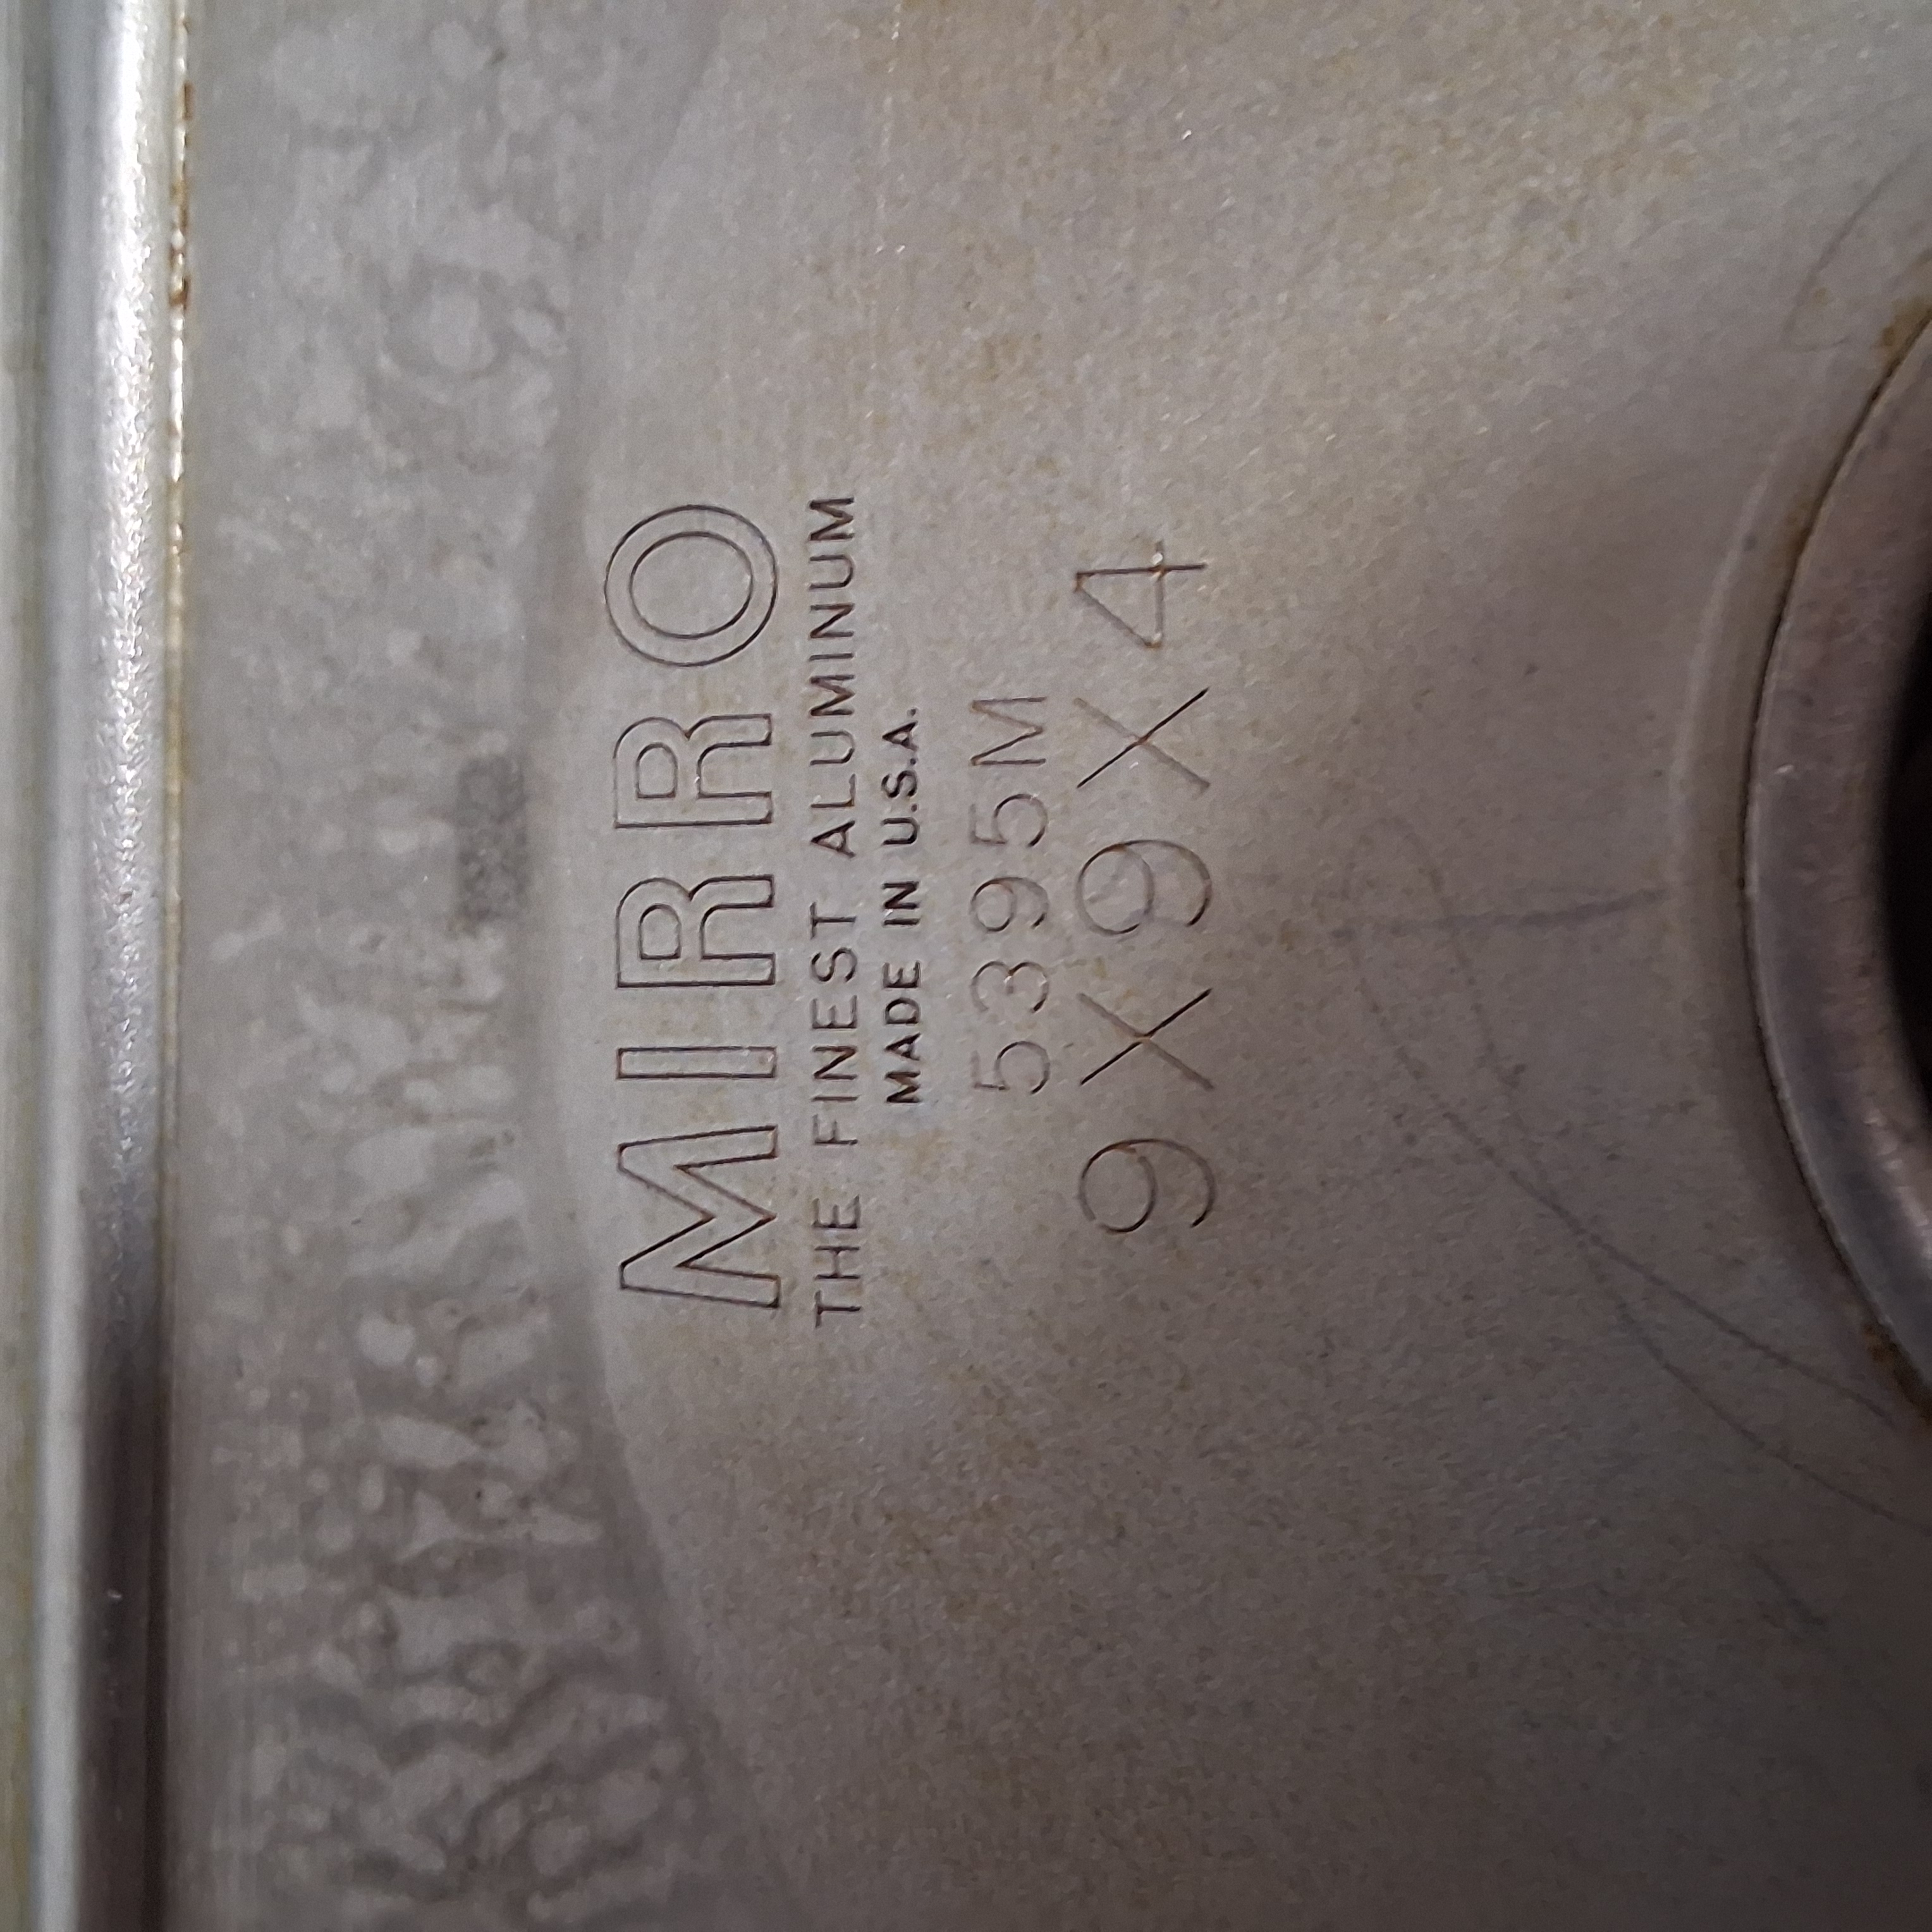 MIRRO
THE FINEST ALUMINUM
MADE IN U.S.A.
5395M
9X9X4